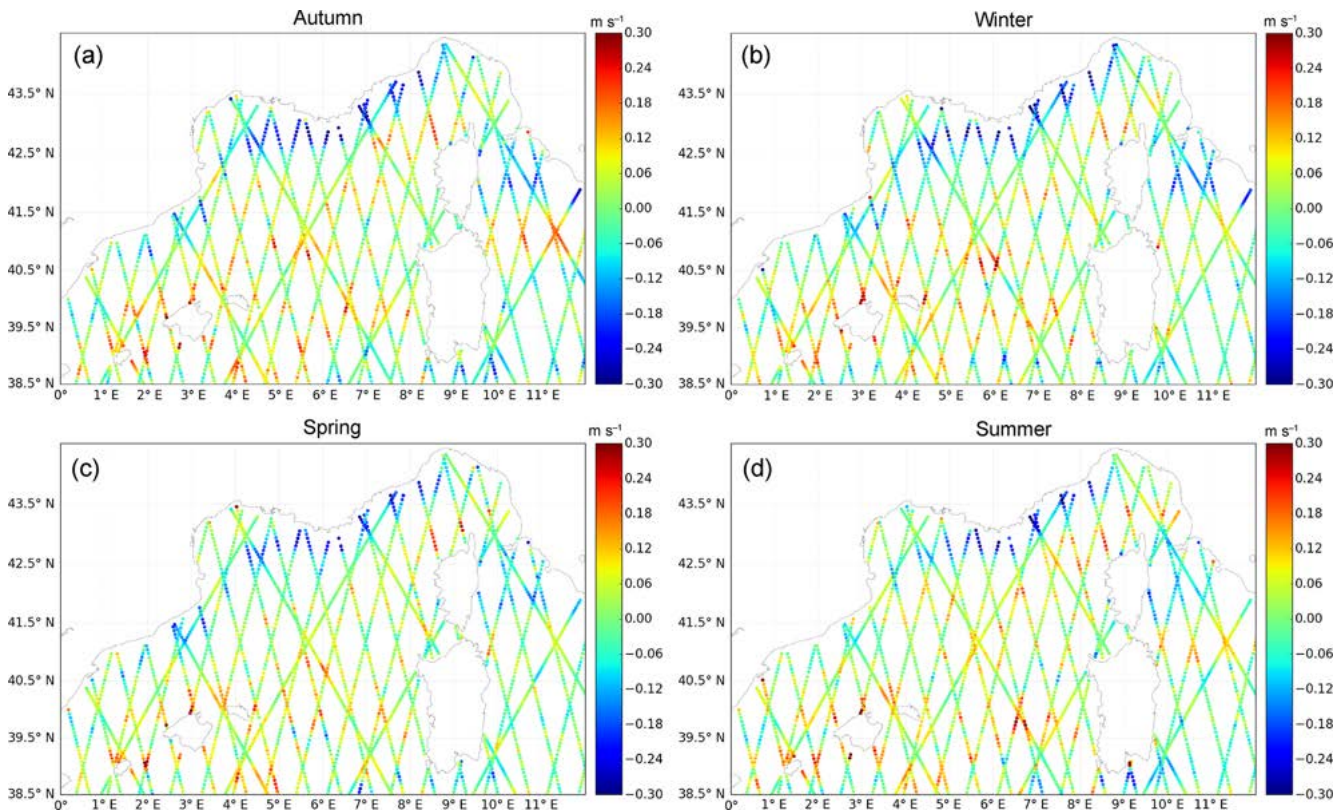 Autumn
Winter
m s⁻¹
m s⁻¹
(a)
(b)
43.5° N
42.5° N
41.5° N
40.5° N
39.5° N
38.5° N
0° 1° E 2° E 3° E 4° E 5° E 6° E 7° E 8° E 9° E 10° E 11° E
0.30
0.24
0.18
0.12
0.06
0.00
−0.06
−0.12
−0.18
−0.24
−0.30
43.5° N
42.5° N
41.5° N
40.5° N
39.5° N
38.5° N
1° E 2° E 3° E 4° E 5° E 6° E 7° E 8° E 9° E 10° E 11° E
0.30
0.24
0.18
0.12
0.06
0.00
−0.06
−0.12
−0.18
−0.24
−0.30
Spring
Summer
m s⁻¹
m s⁻¹
(c)
(d)
43.5° N
42.5° N
41.5° N
40.5° N
39.5° N
38.5° N
0° 1° E 2° E 3° E 4° E 5° E 6° E 7° E 8° E 9° E 10° E 11° E
0.30
0.24
0.18
0.12
0.06
0.00
−0.06
−0.12
−0.18
−0.24
−0.30
43.5° N
42.5° N
41.5° N
40.5° N
39.5° N
38.5° N
0° 1° E 2° E 3° E 4° E 5° E 6° E 7° E 8° E 9° E 10° E 11° E
0.30
0.24
0.18
0.12
0.06
0.00
−0.06
−0.12
−0.18
−0.24
−0.30